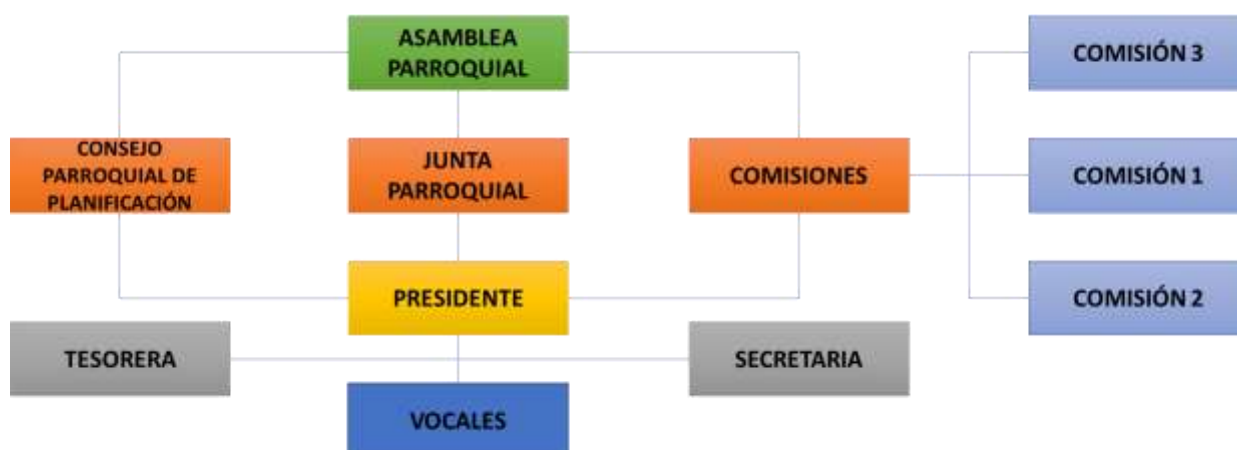 ASAMBLEA
PARROQUIAL
COMISIÓN 3
CONSEJO
PARROQUIAL DE
PLANIFICACIÓN
JUNTA
PARROQUIAL
COMISIONES
COMISIÓN 1
PRESIDENTE
COMISIÓN 2
TESORERA
SECRETARIA
VOCALES